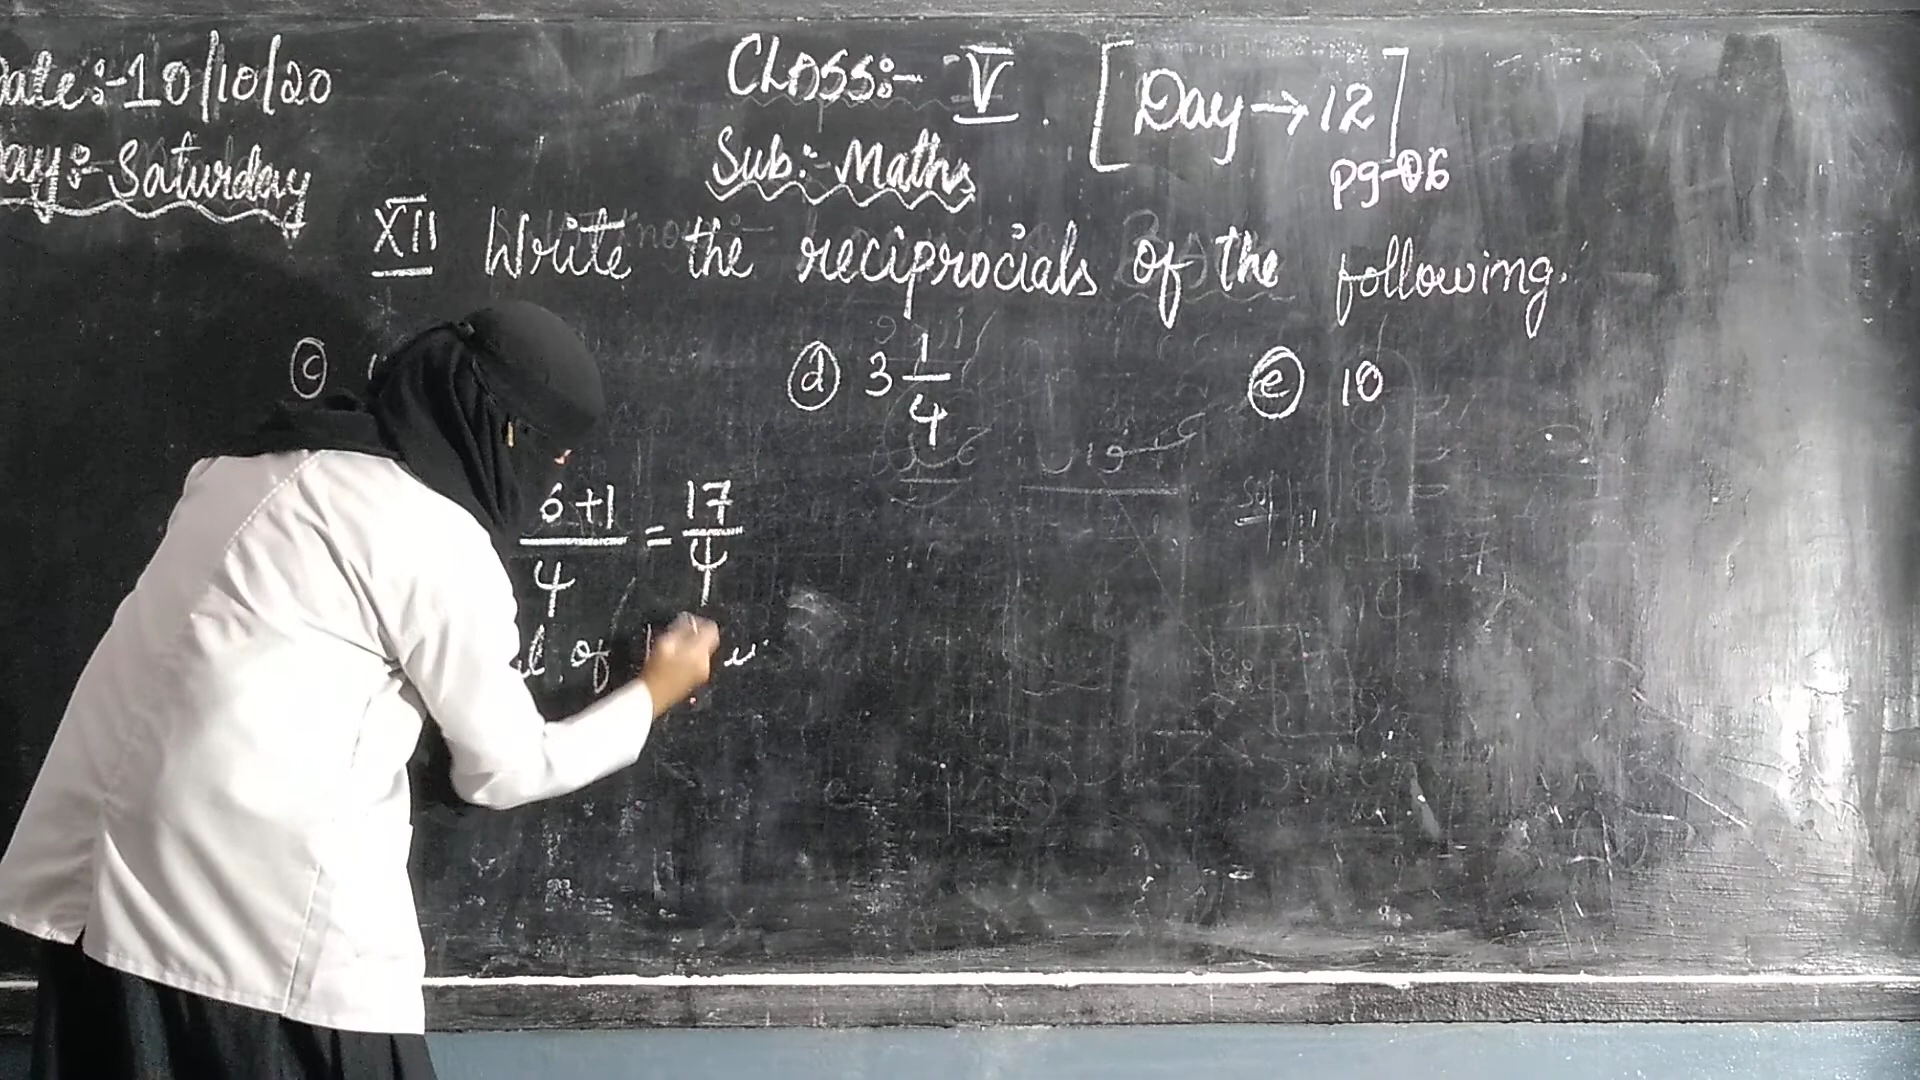 Date:-10/10/20
Day:-Saturday
CLASS:- V.
Sub:- Maths
[Day→12]
pg-06
XII Write the reciprocials of the following.
(c)
(d) 3 1/4
(e) 10
6+1/4 = 17/4
of